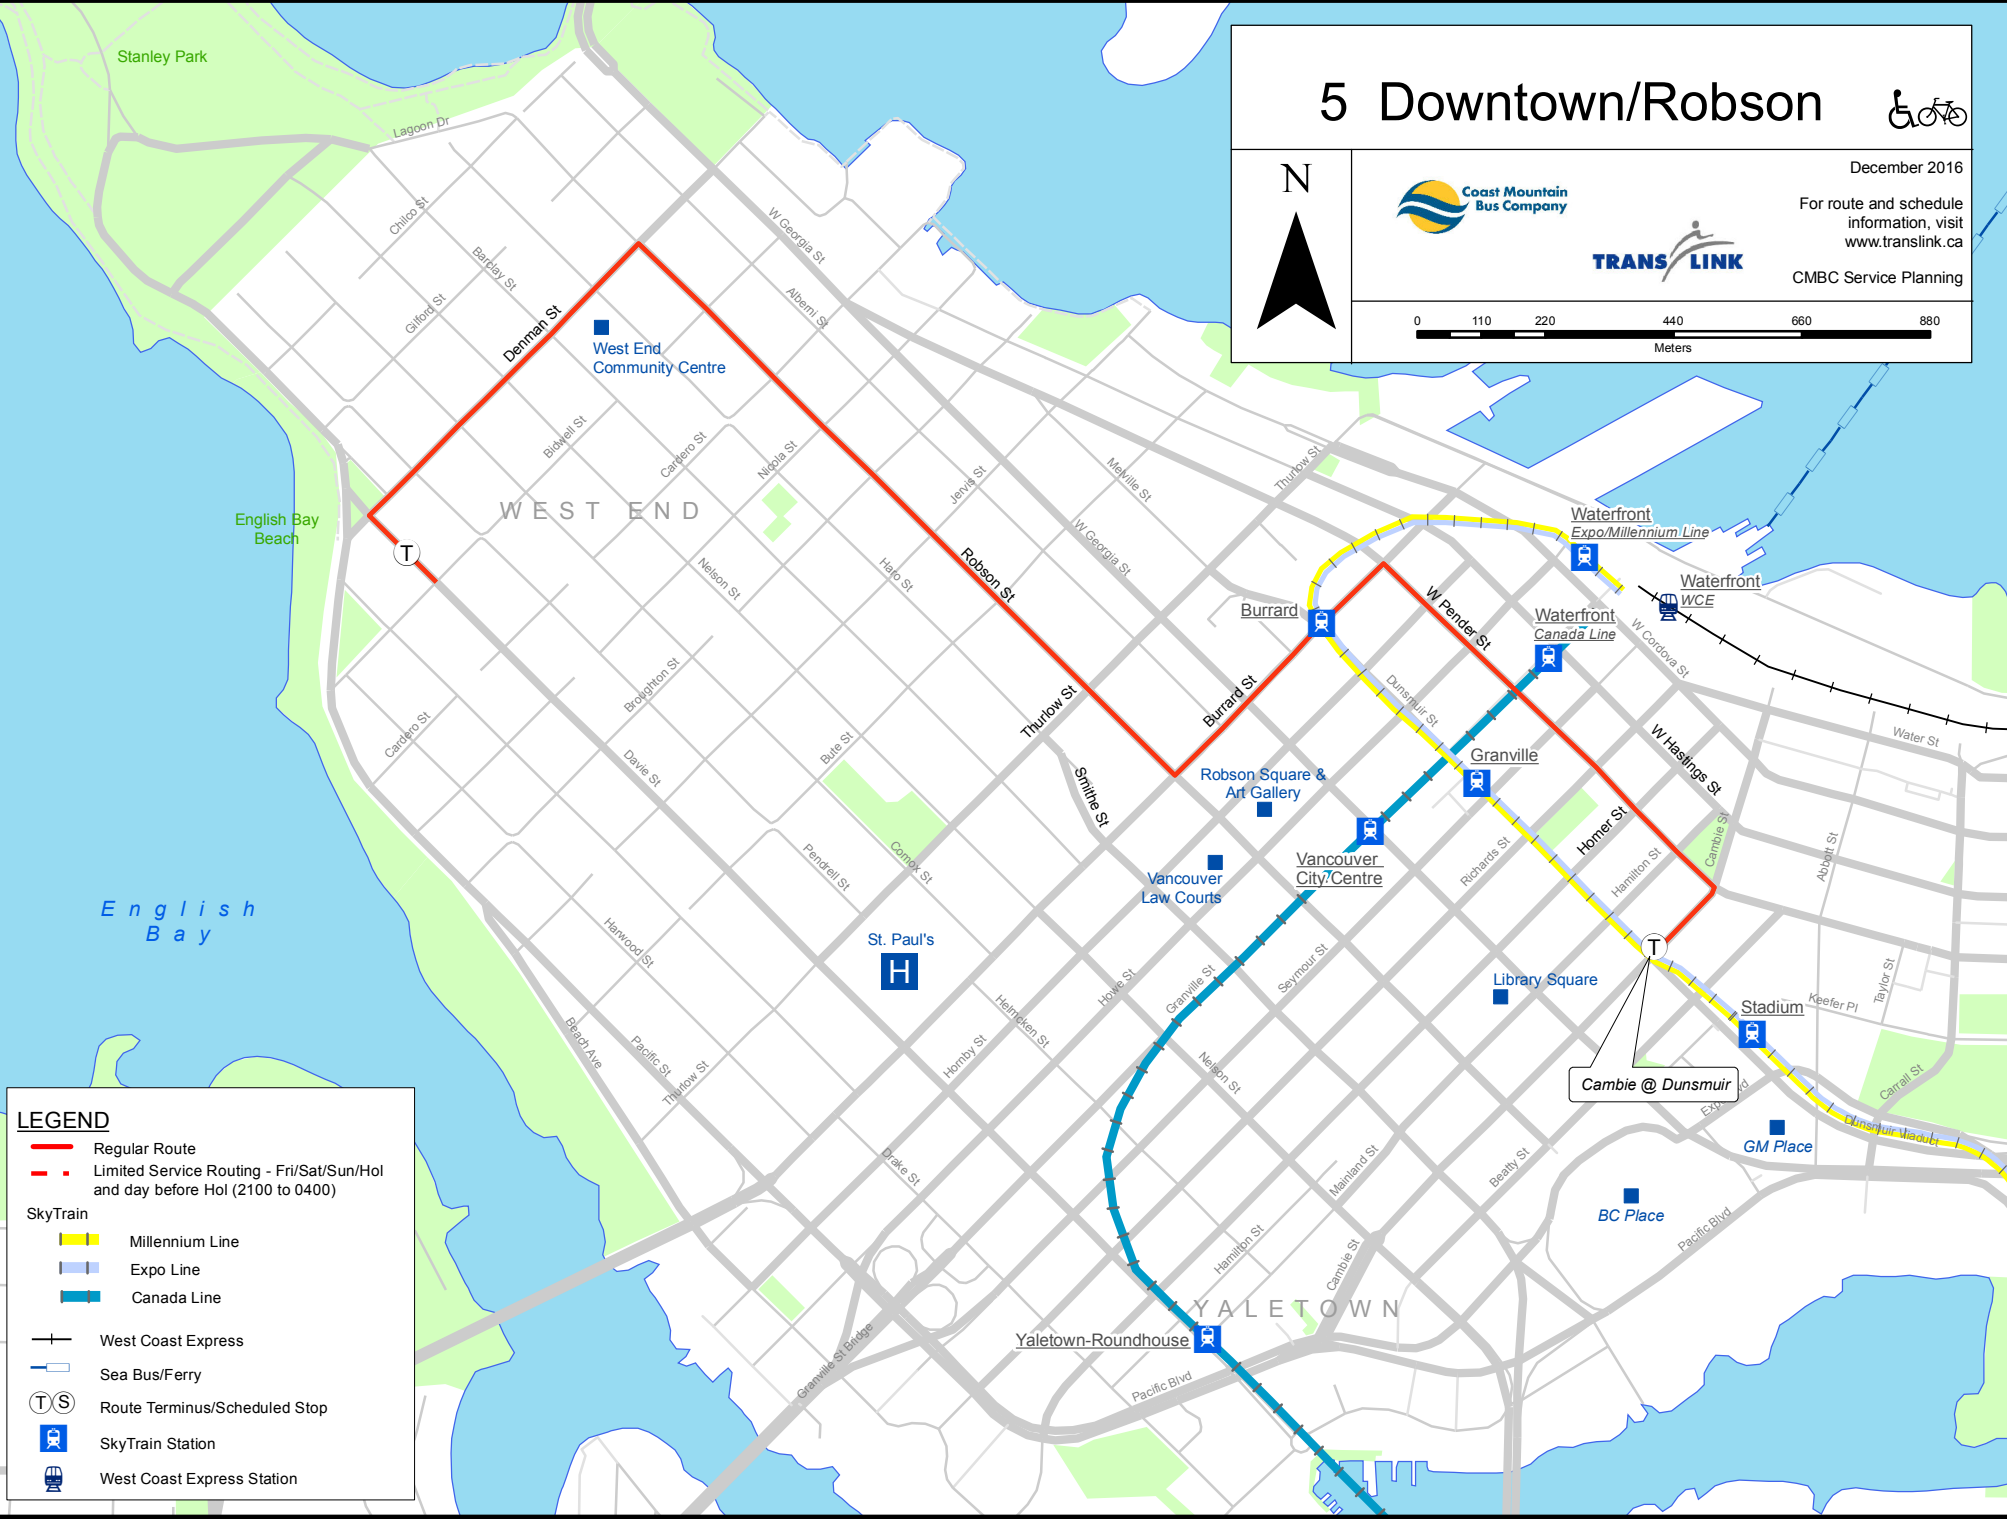 5 Downtown/Robson
N
Coast Mountain
Bus Company
TRANS LINK
December 2016
For route and schedule
information, visit
www.translink.ca
CMBC Service Planning
0 110 220 440 660 880
Meters
Stanley Park
Lagoon Dr
Chilco St
Barclay St
Gilford St
Denman St
W Georgia St
Alberni St
West End
Community Centre
Bidwell St
Cardero St
Nicola St
WEST END
English Bay
Beach
T
Jervis St
Melville St
Thurlow St
W Georgia St
Robson St
Haro St
Nelson St
Waterfront
Expo/Millennium Line
Waterfront
WCE
Burrard
W Pender St
Waterfront
Canada Line
W Cordova St
Broughton St
Cardero St
Davie St
Bute St
Thurlow St
Burrard St
Dunsmuir St
Smithe St
Granville
W Hastings St
Water St
Robson Square &
Art Gallery
Homer St
Cambie St
Abbott St
Vancouver
City Centre
Richards St
Hamilton St
Vancouver
Law Courts
Pendrell St
Comox St
English
Bay
Harwood St
St. Paul's
H
T
Howe St
Granville St
Seymour St
Library Square
Taylor St
Keefer Pl
Stadium
Helmcken St
Beach Ave
Pacific St
Thurlow St
Hornby St
Nelson St
Cambie @ Dunsmuir
Carrall St
Dunsmuir Viaduct
GM Place
Drake St
Mainland St
Beatty St
BC Place
Pacific Blvd
Hamilton St
Cambie St
YALETOWN
Yaletown-Roundhouse
Granville St Bridge
Pacific Blvd
LEGEND
Regular Route
Limited Service Routing - Fri/Sat/Sun/Hol
and day before Hol (2100 to 0400)
SkyTrain
Millennium Line
Expo Line
Canada Line
West Coast Express
Sea Bus/Ferry
T S Route Terminus/Scheduled Stop
SkyTrain Station
West Coast Express Station